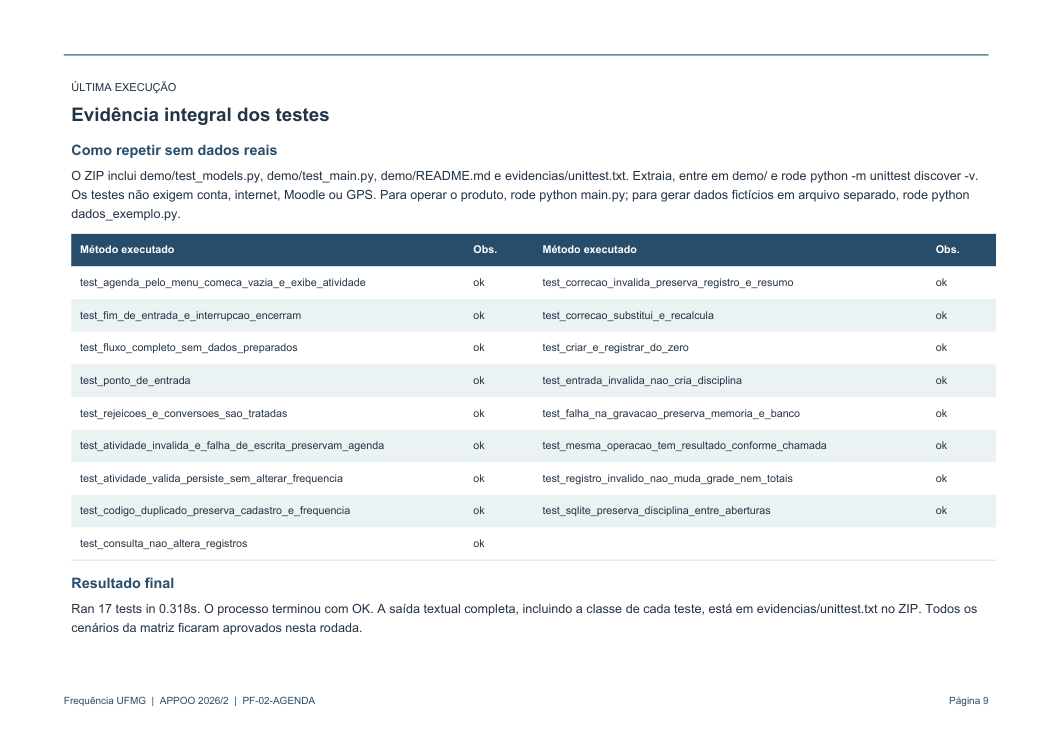 ÚLTIMA EXECUÇÃO
Evidência integral dos testes
Como repetir sem dados reais
O ZIP inclui demo/test_models.py, demo/test_main.py, demo/README.md e evidencias/unittest.txt. Extraia, entre em demo/ e rode python -m unittest discover -v.
Os testes não exigem conta, internet, Moodle ou GPS. Para operar o produto, rode python main.py; para gerar dados fictícios em arquivo separado, rode python
dados_exemplo.py.
Método executado Obs. Método executado Obs.
test_agenda_pelo_menu_comeca_vazia_e_exibe_atividade ok test_correcao_invalida_preserva_registro_e_resumo ok
test_fim_de_entrada_e_interrupcao_encerram ok test_correcao_substitui_e_recalcula ok
test_fluxo_completo_sem_dados_preparados ok test_criar_e_registrar_do_zero ok
test_ponto_de_entrada ok test_entrada_invalida_nao_cria_disciplina ok
test_rejeicoes_e_conversoes_sao_tratadas ok test_falha_na_gravacao_preserva_memoria_e_banco ok
test_atividade_invalida_e_falha_de_escrita_preservam_agenda ok test_mesma_operacao_tem_resultado_conforme_chamada ok
test_atividade_valida_persiste_sem_alterar_frequencia ok test_registro_invalido_nao_muda_grade_nem_totais ok
test_codigo_duplicado_preserva_cadastro_e_frequencia ok test_sqlite_preserva_disciplina_entre_aberturas ok
test_consulta_nao_altera_registros ok
Resultado final
Ran 17 tests in 0.318s. O processo terminou com OK. A saída textual completa, incluindo a classe de cada teste, está em evidencias/unittest.txt no ZIP. Todos os
cenários da matriz ficaram aprovados nesta rodada.
Frequência UFMG | APPOO 2026/2 | PF-02-AGENDA Página 9